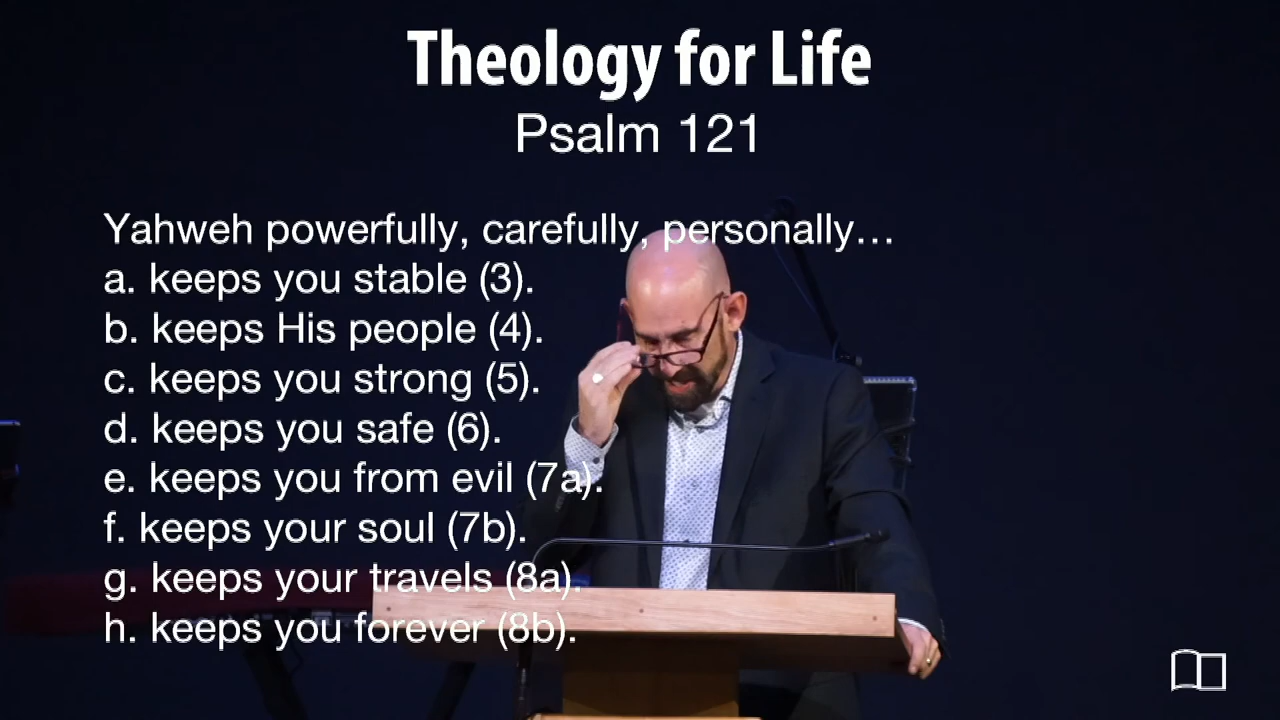 Theology for Life
Psalm 121
Yahweh powerfully, carefully, personally…
a. keeps you stable (3).
b. keeps His people (4).
c. keeps you strong (5).
d. keeps you safe (6).
e. keeps you from evil (7a).
f. keeps your soul (7b).
g. keeps your travels (8a).
h. keeps you forever (8b).